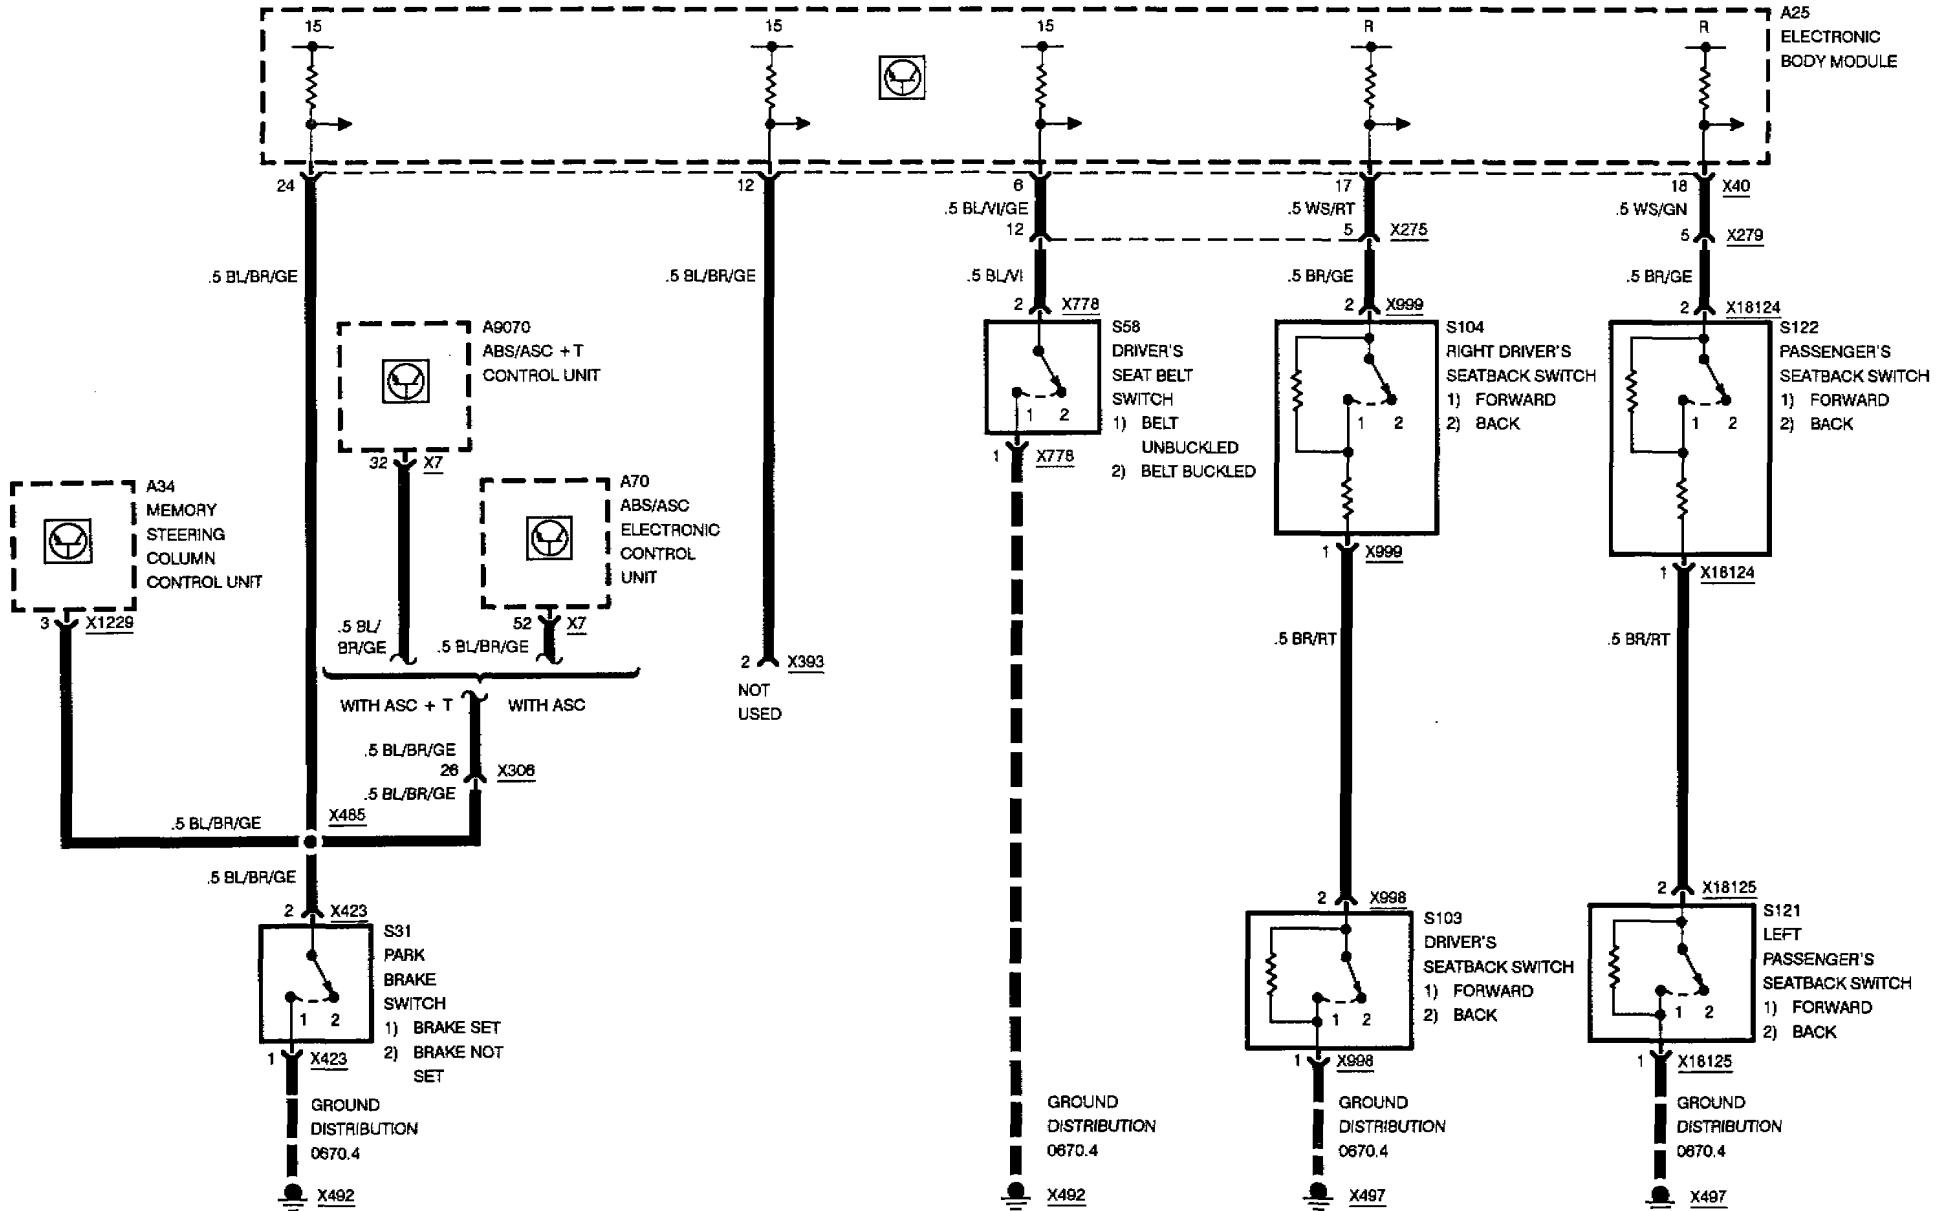 15 15 15 R R
A25
ELECTRONIC
BODY MODULE
24 12 6 17 18 X40
.5 BL/VI/GE .5 WS/RT .5 WS/GN
12 5 X275 5 X279
.5 BL/BR/GE .5 BL/BR/GE .5 BL/VI .5 BR/GE .5 BR/GE
2 X778 2 X999 2 X18124
A9070
ABS/ASC + T
CONTROL UNIT
32 X7
S58
DRIVER'S
SEAT BELT
SWITCH
1) BELT
UNBUCKLED
2) BELT BUCKLED
1 2
1 X778
S104
RIGHT DRIVER'S
SEATBACK SWITCH
1) FORWARD
2) BACK
1 2
1 X999
S122
PASSENGER'S
SEATBACK SWITCH
1) FORWARD
2) BACK
1 2
1 X18124
A34
MEMORY
STEERING
COLUMN
CONTROL UNIT
3 X1229
A70
ABS/ASC
ELECTRONIC
CONTROL
UNIT
52 X7
.5 BL/
BR/GE
.5 BL/BR/GE
.5 BR/RT .5 BR/RT
2 X393
NOT
USED
WITH ASC + T WITH ASC
.5 BL/BR/GE
26 X306
.5 BL/BR/GE
X485
.5 BL/BR/GE
.5 BL/BR/GE
2 X423
S31
PARK
BRAKE
SWITCH
1) BRAKE SET
2) BRAKE NOT
SET
1 2
1 X423
2 X998
S103
DRIVER'S
SEATBACK SWITCH
1) FORWARD
2) BACK
1 2
1 X998
2 X18125
S121
LEFT
PASSENGER'S
SEATBACK SWITCH
1) FORWARD
2) BACK
1 2
1 X18125
GROUND
DISTRIBUTION
0670.4
X492
GROUND
DISTRIBUTION
0670.4
X492
GROUND
DISTRIBUTION
0670.4
X497
GROUND
DISTRIBUTION
0670.4
X497